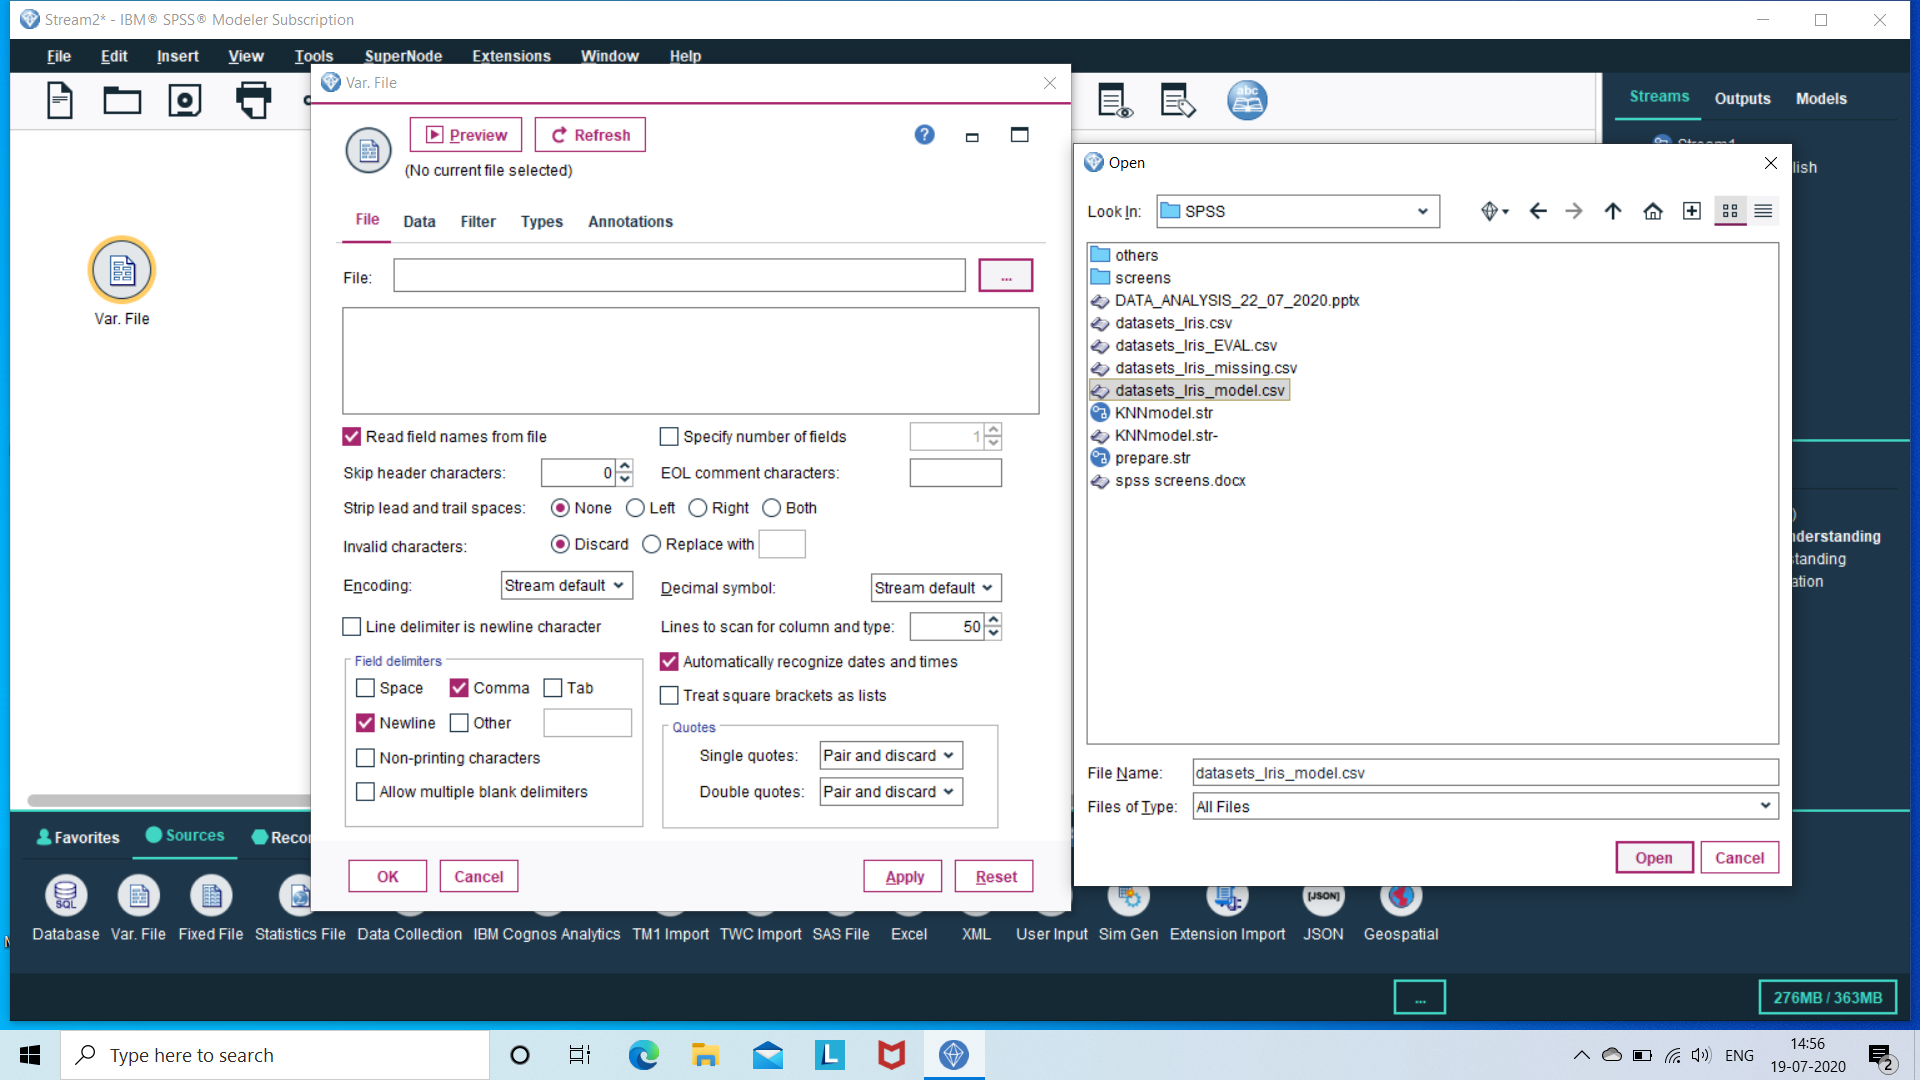 Stream2* - IBM® SPSS® Modeler Subscription
File Edit Insert View Tools SuperNode Extensions Window Help
Var. File
Preview Refresh
(No current file selected)
File Data Filter Types Annotations
File: ...
Read field names from file Specify number of fields 1
Skip header characters: 0 EOL comment characters:
Strip lead and trail spaces: None Left Right Both
Invalid characters: Discard Replace with
Encoding: Stream default Decimal symbol: Stream default
Line delimiter is newline character Lines to scan for column and type: 50
Field delimiters
Space Comma Tab
Newline Other
Non-printing characters
Allow multiple blank delimiters
Automatically recognize dates and times
Treat square brackets as lists
Quotes
Single quotes: Pair and discard
Double quotes: Pair and discard
OK Cancel Apply Reset
Var. File
abc
Streams Outputs Models
Stream1
lish
Open
Look In: SPSS
others
screens
DATA_ANALYSIS_22_07_2020.pptx
datasets_Iris.csv
datasets_Iris_EVAL.csv
datasets_Iris_missing.csv
datasets_Iris_model.csv
KNNmodel.str
KNNmodel.str-
prepare.str
spss screens.docx
File Name: datasets_Iris_model.csv
Files of Type: All Files
Open Cancel
)
nderstanding
standing
ation
Favorites Sources Reco
SQL [JSON]
Database Var. File Fixed File Statistics File Data Collection IBM Cognos Analytics TM1 Import TWC Import SAS File Excel XML User Input Sim Gen Extension Import JSON Geospatial
... 276MB / 363MB
Type here to search
L
ENG
14:56
19-07-2020
2